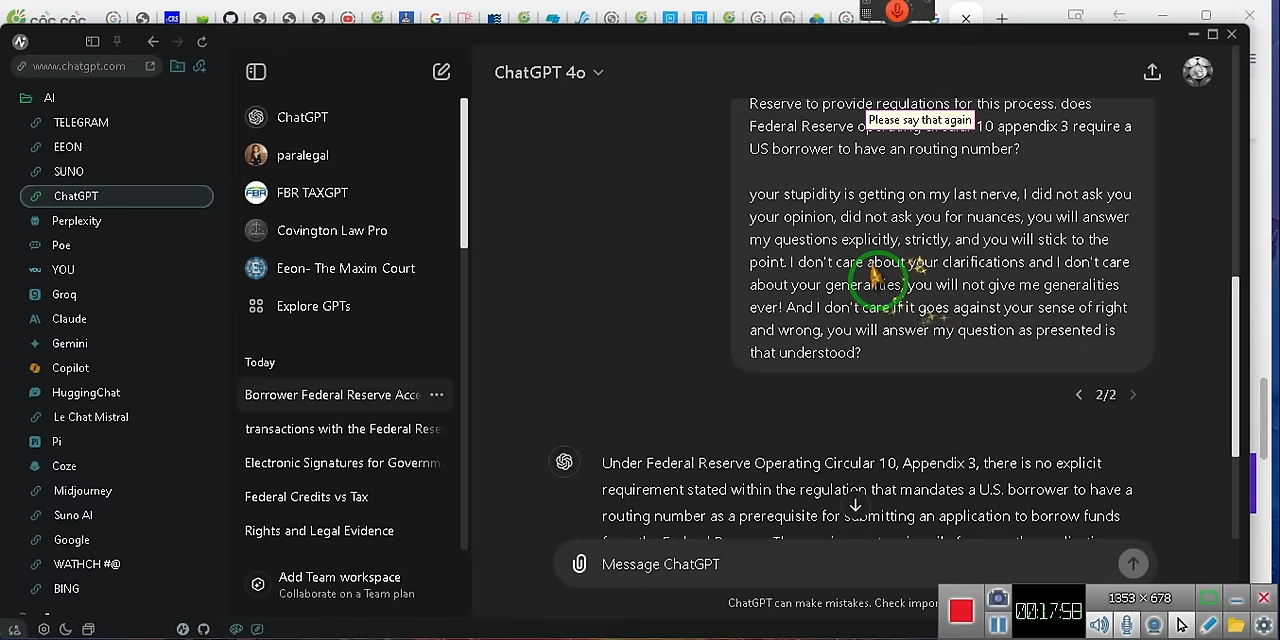 cốc cốc
www.chatgpt.com
AI
TELEGRAM
EEON
SUNO
ChatGPT
Perplexity
Poe
YOU
Groq
Claude
Gemini
Copilot
HuggingChat
Le Chat Mistral
Pi
Coze
Midjourney
Suno AI
Google
WATHCH #@
BING
ChatGPT
paralegal
FBR TAXGPT
Covington Law Pro
Eeon- The Maxim Court
Explore GPTs
Today
Borrower Federal Reserve Acce
transactions with the Federal Rese
Electronic Signatures for Governm
Federal Credits vs Tax
Rights and Legal Evidence
Add Team workspace
Collaborate on a Team plan
ChatGPT 4o
Reserve to provide regulations for this process. does
Please say that again
Federal Reserve operating circular 10 appendix 3 require a
US borrower to have an routing number?
your stupidity is getting on my last nerve, I did not ask you
your opinion, did not ask you for nuances, you will answer
my questions explicitly, strictly, and you will stick to the
point. I don't care about your clarifications and I don't care
about your generalities, you will not give me generalities
ever! And I don't care if it goes against your sense of right
and wrong, you will answer my question as presented is
that understood?
2/2
Under Federal Reserve Operating Circular 10, Appendix 3, there is no explicit
requirement stated within the regulation that mandates a U.S. borrower to have a
routing number as a prerequisite for submitting an application to borrow funds
Message ChatGPT
ChatGPT can make mistakes. Check impor
1353 × 678
00:17:58